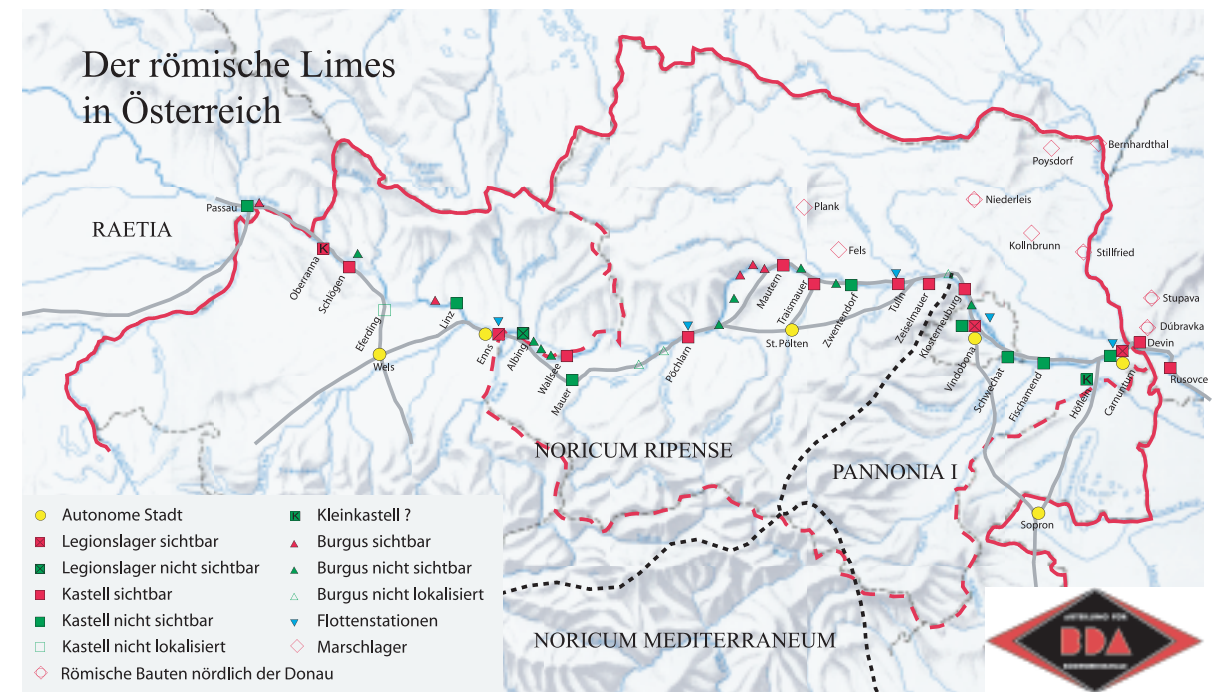 Der römische Limes
in Österreich
RAETIA
Passau
Oberranna
Schlögen
Eferding
Wels
Linz
Enns
Albing
Wallsee
Mauer
Pöchlarn
Mautern
Traismauer
St. Pölten
Zwentendorf
Tulln
Zeiselmauer
Klosterneuburg
Vindobona
Schwechat
Fischamend
Höflein
Carnuntum
Devin
Rusovce
Sopron
Plank
Fels
Niederleis
Kollnbrunn
Poysdorf
Bernhardthal
Stillfried
Stupava
Dúbravka
NORICUM RIPENSE
PANNONIA I
NORICUM MEDITERRANEUM
Autonome Stadt
Legionslager sichtbar
Legionslager nicht sichtbar
Kastell sichtbar
Kastell nicht sichtbar
Kastell nicht lokalisiert
Römische Bauten nördlich der Donau
K Kleinkastell ?
Burgus sichtbar
Burgus nicht sichtbar
Burgus nicht lokalisiert
Flottenstationen
Marschlager
K
K
BDA